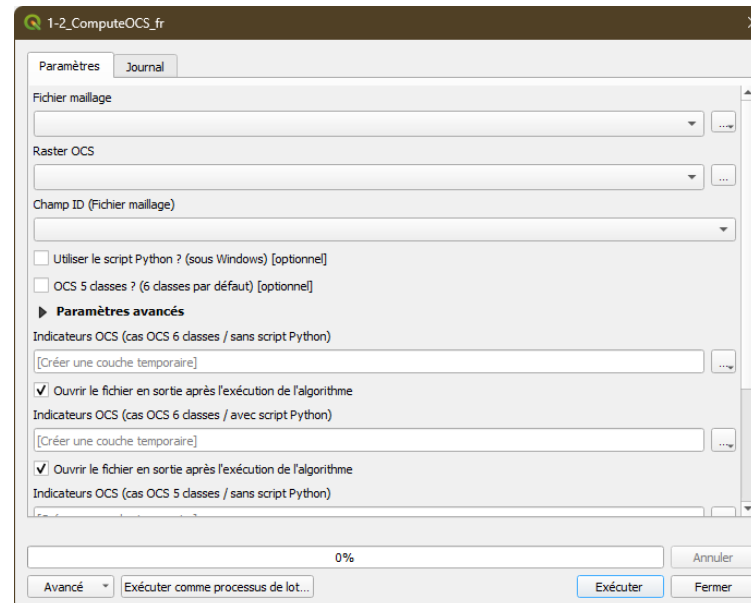 1-2_ComputeOCS_fr
Paramètres Journal
Fichier maillage
...
Raster OCS
...
Champ ID (Fichier maillage)
Utiliser le script Python ? (sous Windows) [optionnel]
OCS 5 classes ? (6 classes par défaut) [optionnel]
Paramètres avancés
Indicateurs OCS (cas OCS 6 classes / sans script Python)
[Créer une couche temporaire] ...
Ouvrir le fichier en sortie après l'exécution de l'algorithme
Indicateurs OCS (cas OCS 6 classes / avec script Python)
[Créer une couche temporaire] ...
Ouvrir le fichier en sortie après l'exécution de l'algorithme
Indicateurs OCS (cas OCS 5 classes / sans script Python)
0% Annuler
Avancé Exécuter comme processus de lot... Exécuter Fermer